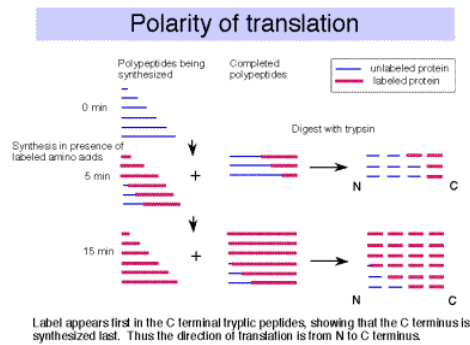 Polarity of translation
Polypeptides being
synthesized
Completed
polypeptides
unlabeled protein
labeled protein
0 min
Digest with trypsin
Synthesis in presence of
labeled amino aids
5 min
+
N
C
15 min
+
N
C
Label appears first in the C terminal tryptic peptides, showing that the C terminus is
synthesized last. Thus the direction of translation is from N to C terminus.